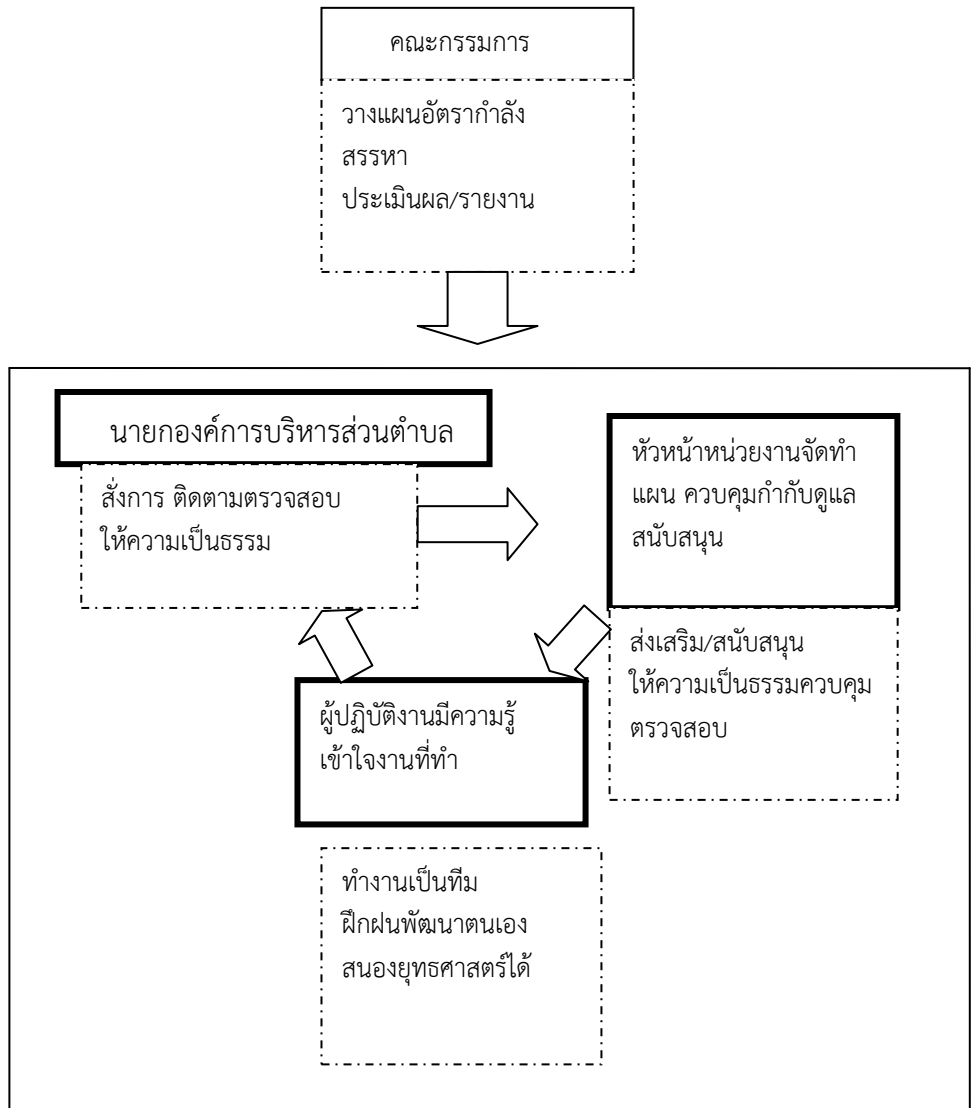 คณะกรรมการ
วางแผนอัตรากำลัง
สรรหา
ประเมินผล/รายงาน
นายกองค์การบริหารส่วนตำบล
สั่งการ ติดตามตรวจสอบ
ให้ความเป็นธรรม
หัวหน้าหน่วยงานจัดทำ
แผน ควบคุมกำกับดูแล
สนับสนุน
ส่งเสริม/สนับสนุน
ให้ความเป็นธรรมควบคุม
ตรวจสอบ
ผู้ปฏิบัติงานมีความรู้
เข้าใจงานที่ทำ
ทำงานเป็นทีม
ฝึกฝนพัฒนาตนเอง
สนองยุทธศาสตร์ได้